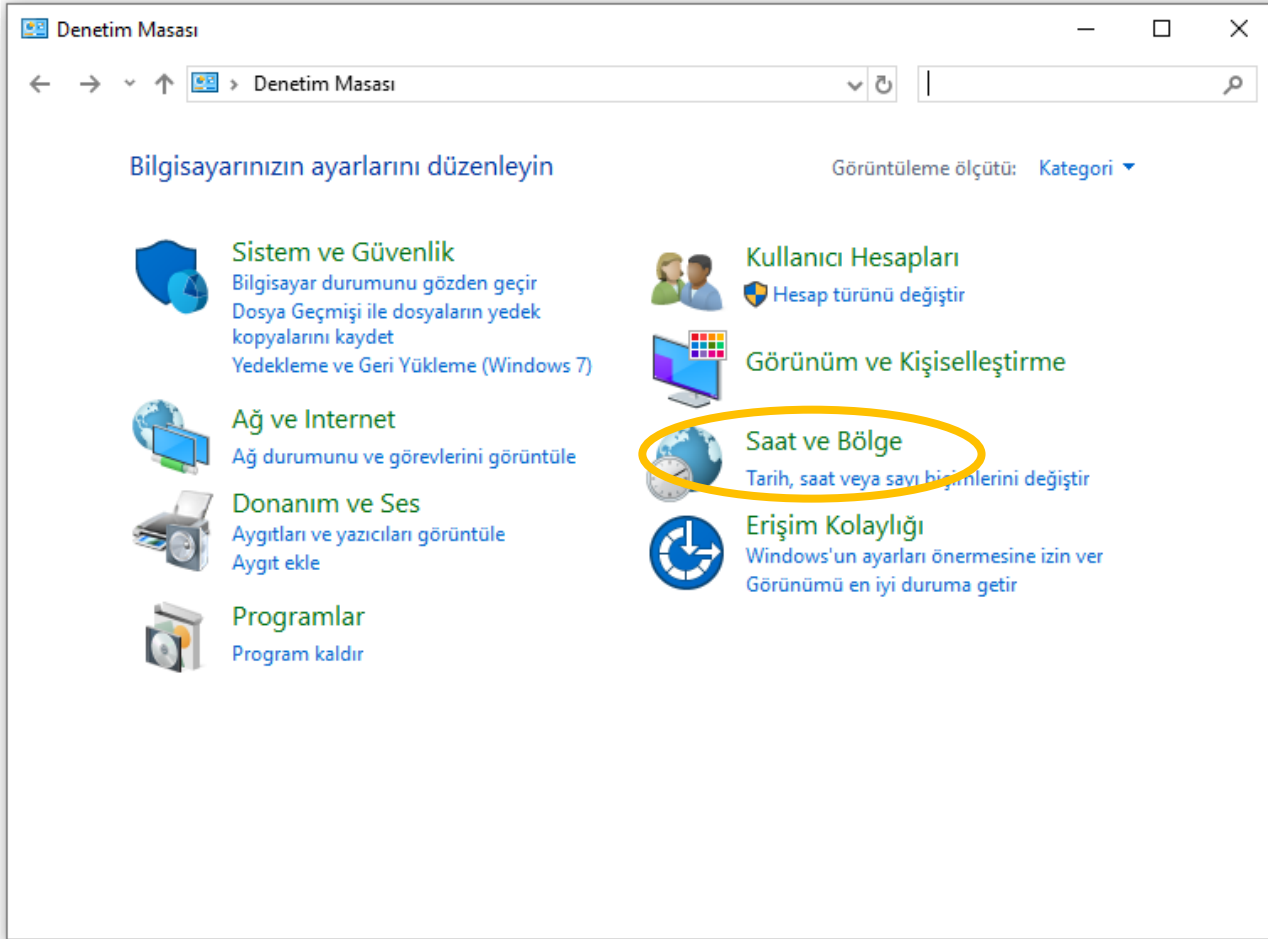 Denetim Masası
Denetim Masası
Bilgisayarınızın ayarlarını düzenleyin
Görüntüleme ölçütü: Kategori
Sistem ve Güvenlik
Bilgisayar durumunu gözden geçir
Dosya Geçmişi ile dosyaların yedek
kopyalarını kaydet
Yedekleme ve Geri Yükleme (Windows 7)
Ağ ve Internet
Ağ durumunu ve görevlerini görüntüle
Donanım ve Ses
Aygıtları ve yazıcıları görüntüle
Aygıt ekle
Programlar
Program kaldır
Kullanıcı Hesapları
Hesap türünü değiştir
Görünüm ve Kişiselleştirme
Saat ve Bölge
Tarih, saat veya sayı biçimlerini değiştir
Erişim Kolaylığı
Windows'un ayarları önermesine izin ver
Görünümü en iyi duruma getir